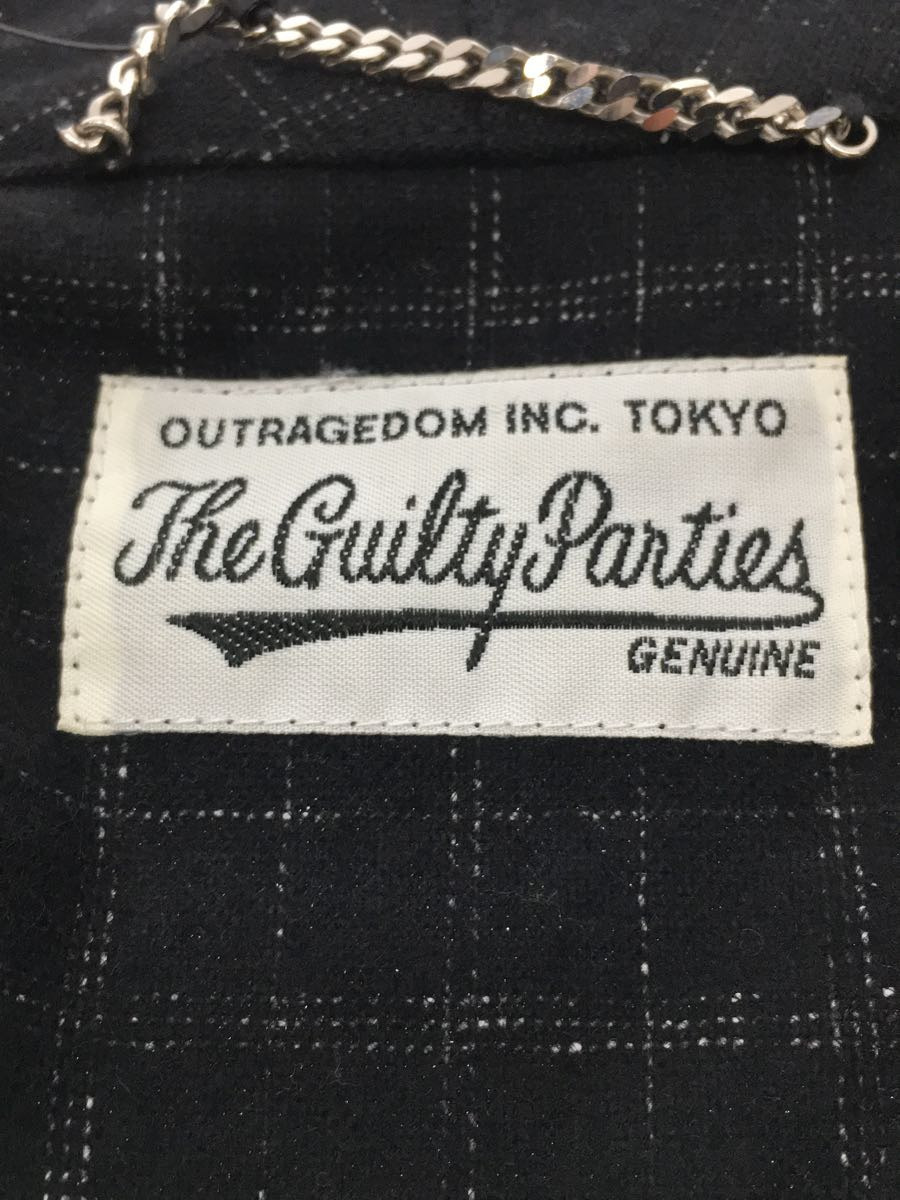 OUTRAGEDOM INC. TOKYO
The Guilty Parties
GENUINE